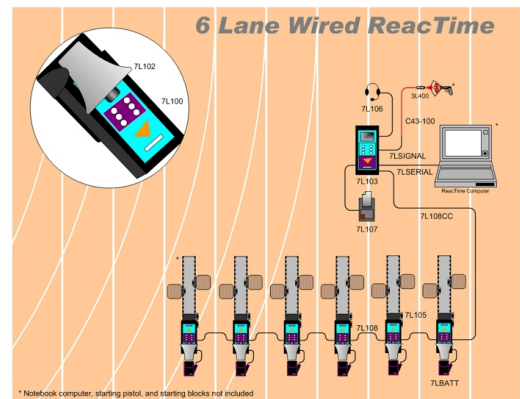 6 Lane Wired ReacTime
7L102
7L100
7L106
3L400
*
C43-100
*
7LSIGNAL
7LSERIAL
7L103
ReacTime Computer
7L107
7L108CC
*
7L108
7L105
7LBATT
* Notebook computer, starting pistol, and starting blocks not included